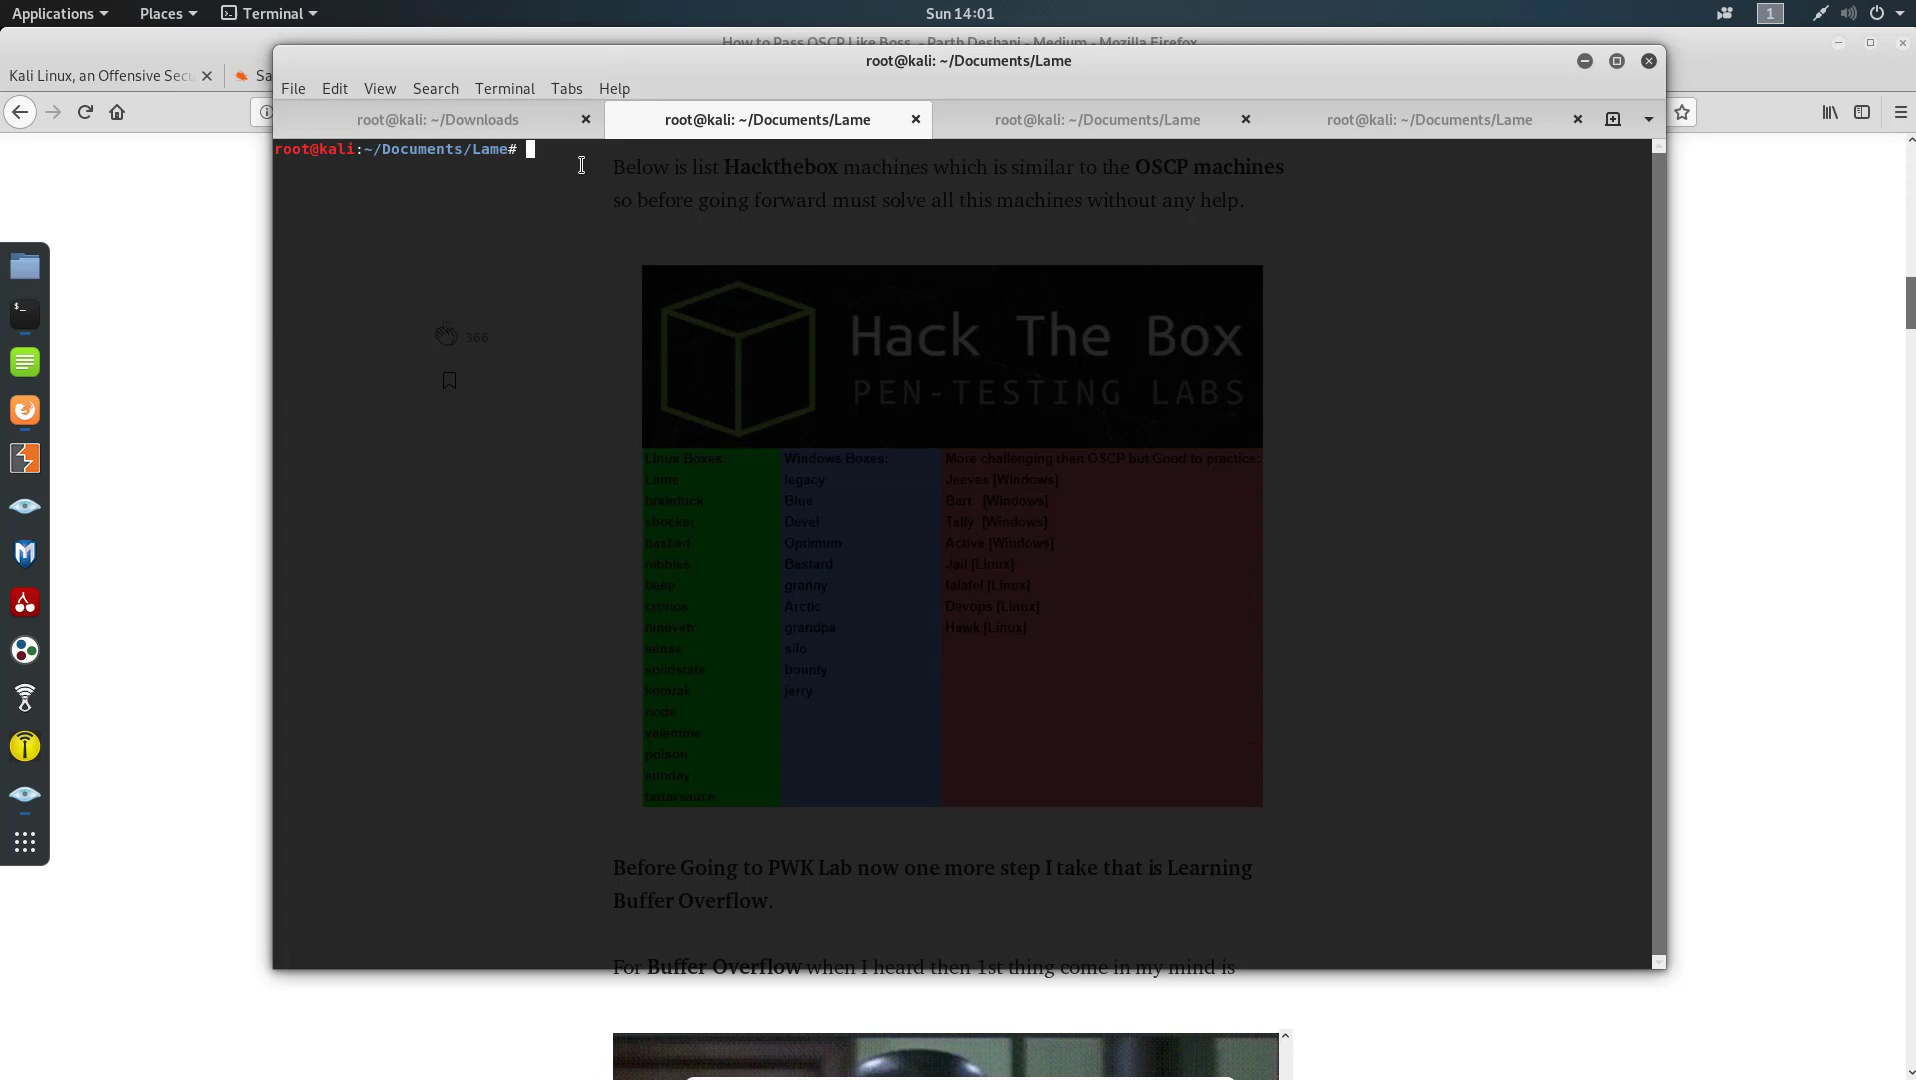 Applications
Places
Terminal
Sun 14:01
1
How to Pass OSCP Like Boss. - Parth Deshani - Medium - Mozilla Firefox
root@kali: ~/Documents/Lame
Kali Linux, an Offensive Secu
Sa
File Edit View Search Terminal Tabs Help
root@kali: ~/Downloads
root@kali: ~/Documents/Lame
root@kali: ~/Documents/Lame
root@kali: ~/Documents/Lame
root@kali:~/Documents/Lame#
Below is list Hackthebox machines which is similar to the OSCP machines
so before going forward must solve all this machines without any help.
366
Hack The Box
PEN-TESTING LABS
Linux Boxes: Windows Boxes: More challenging then OSCP but Good to practice:
Lame legacy Jeeves [Windows]
brainfuck Blue Bart [Windows]
shocker Devel Tally [Windows]
bashed Optimum Active [Windows]
nibbles Bastard Jail [Linux]
beep granny falafel [Linux]
cronos Arctic Devops [Linux]
nineveh grandpa Hawk [Linux]
sense silo
solidstate bounty
kotarak jerry
node
valentine
poison
sunday
tartarsauce
Before Going to PWK Lab now one more step I take that is Learning
Buffer Overflow.
For Buffer Overflow when I heard then 1st thing come in my mind is